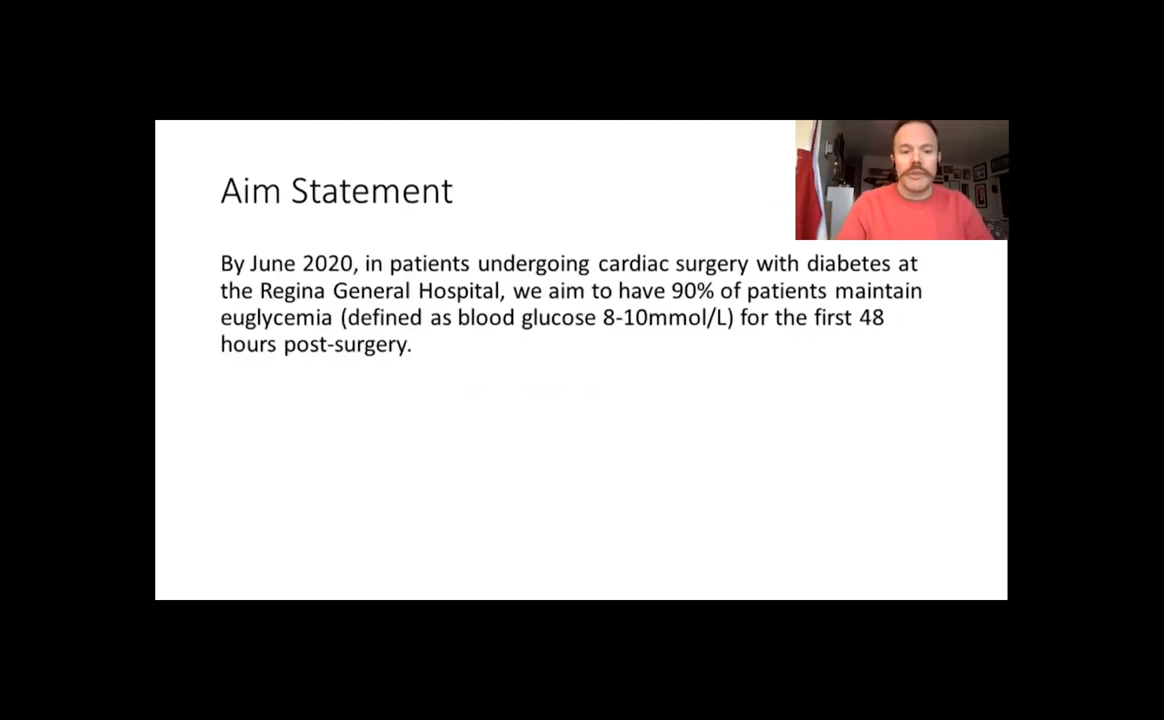 Aim Statement
By June 2020, in patients undergoing cardiac surgery with diabetes at
the Regina General Hospital, we aim to have 90% of patients maintain
euglycemia (defined as blood glucose 8-10mmol/L) for the first 48
hours post-surgery.